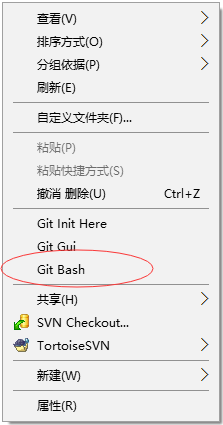 查看(V)
排序方式(O)
分组依据(P)
刷新(E)
自定义文件夹(F)...
粘贴(P)
粘贴快捷方式(S)
撤消 删除(U) Ctrl+Z
Git Init Here
Git Gui
Git Bash
共享(H)
SVN Checkout...
TortoiseSVN
新建(W)
属性(R)